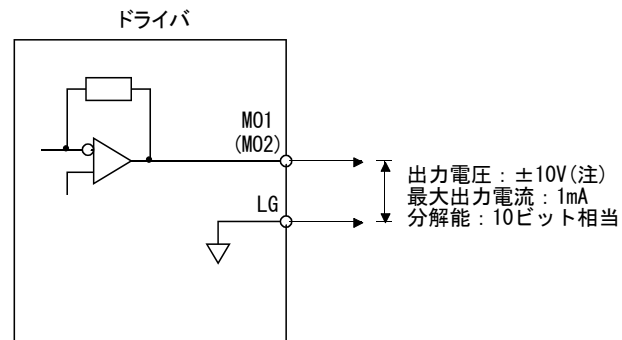 ドライバ
MO1
(MO2)
LG
出力電圧：±10V(注)
最大出力電流：1mA
分解能：10ビット相当